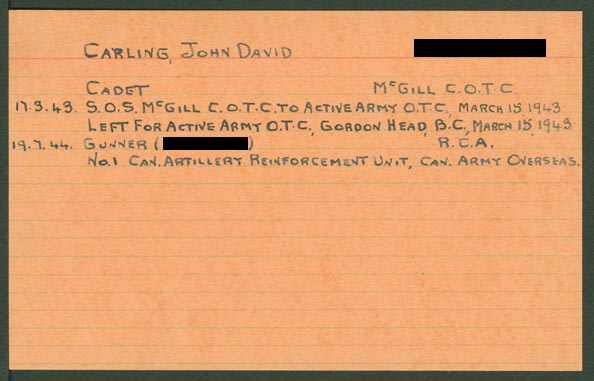 CARLING, JOHN DAVID
CADET McGILL C.O.T.C.
17.3.43. S.O.S. McGILL C.O.T.C. TO ACTIVE ARMY O.T.C, MARCH 15, 1943
LEFT FOR ACTIVE ARMY O.T.C, GORDON HEAD, B.C, MARCH 15, 1943
19.7.44. GUNNER ( ) R.C.A.
No.1 CAN. ARTILLERY REINFORCEMENT UNIT, CAN. ARMY OVERSEAS.